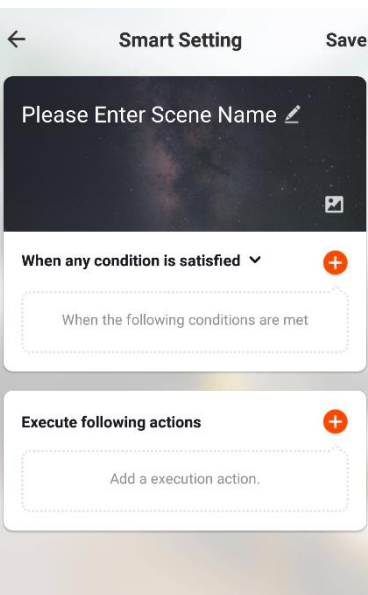 Smart Setting Save
Please Enter Scene Name
When any condition is satisfied
When the following conditions are met
Execute following actions
Add a execution action.